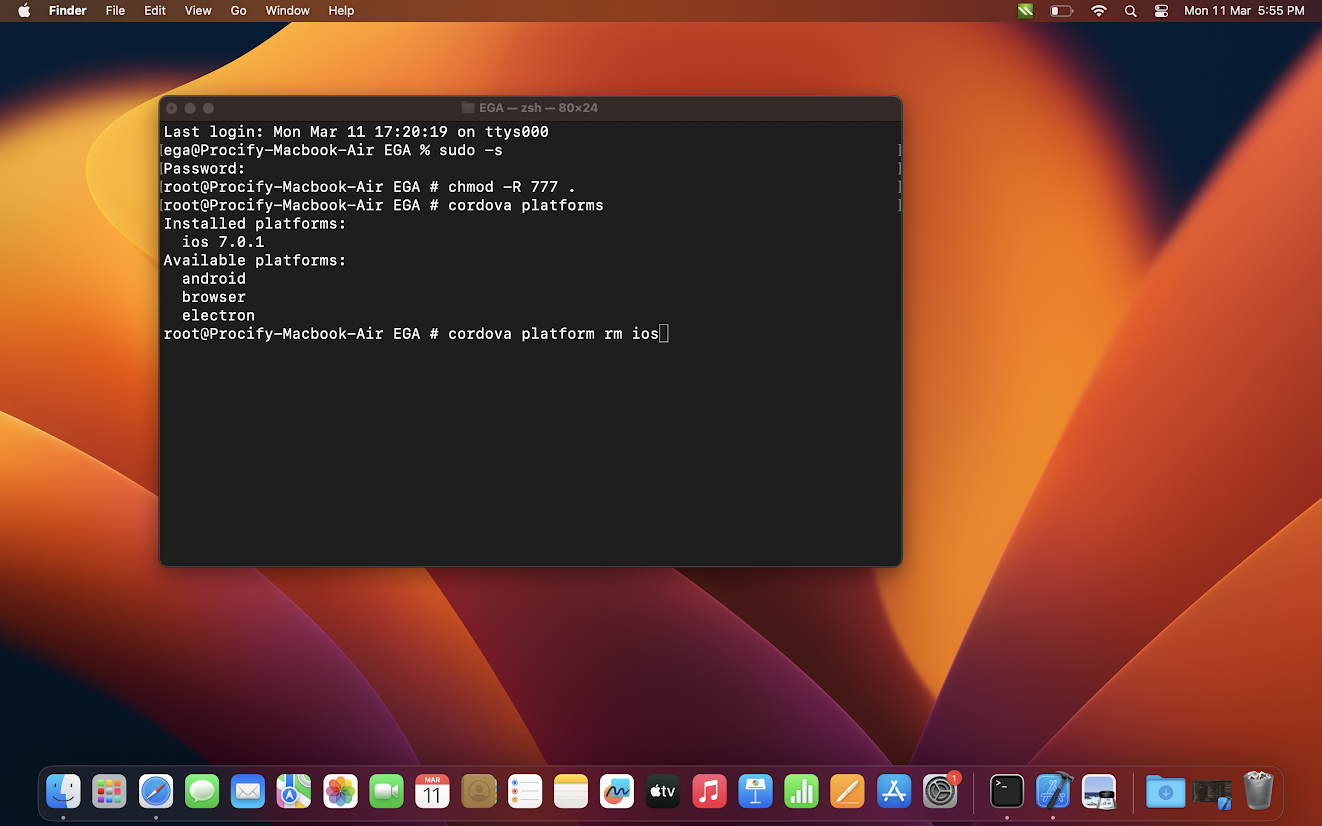 Finder File Edit View Go Window Help Mon 11 Mar 5:55 PM
EGA — zsh — 80×24
Last login: Mon Mar 11 17:20:19 on ttys000
[ega@Procify-Macbook-Air EGA % sudo -s ]
[Password: ]
[root@Procify-Macbook-Air EGA # chmod -R 777 . ]
[root@Procify-Macbook-Air EGA # cordova platforms ]
Installed platforms:
  ios 7.0.1
Available platforms:
  android
  browser
  electron
root@Procify-Macbook-Air EGA # cordova platform rm ios
MAR
11
tv
1
>_